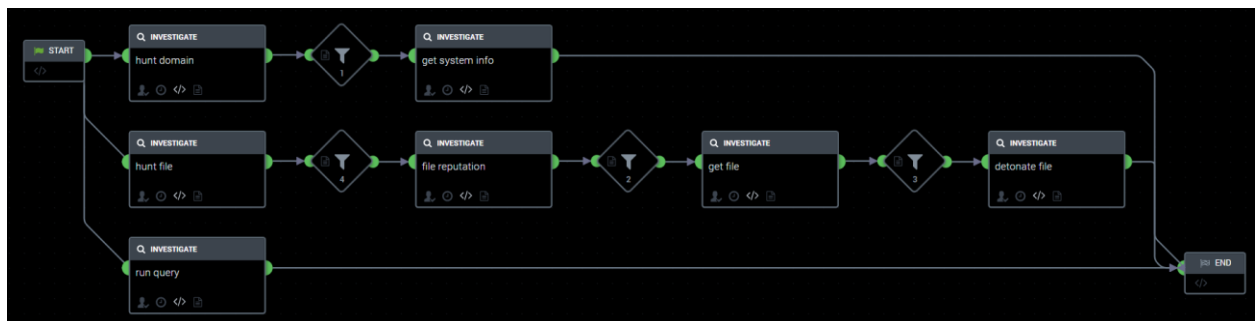 START
</>
INVESTIGATE
hunt domain
</>
1
INVESTIGATE
get system info
</>
INVESTIGATE
hunt file
</>
4
INVESTIGATE
file reputation
</>
2
INVESTIGATE
get file
</>
3
INVESTIGATE
detonate file
</>
INVESTIGATE
run query
</>
END
</>